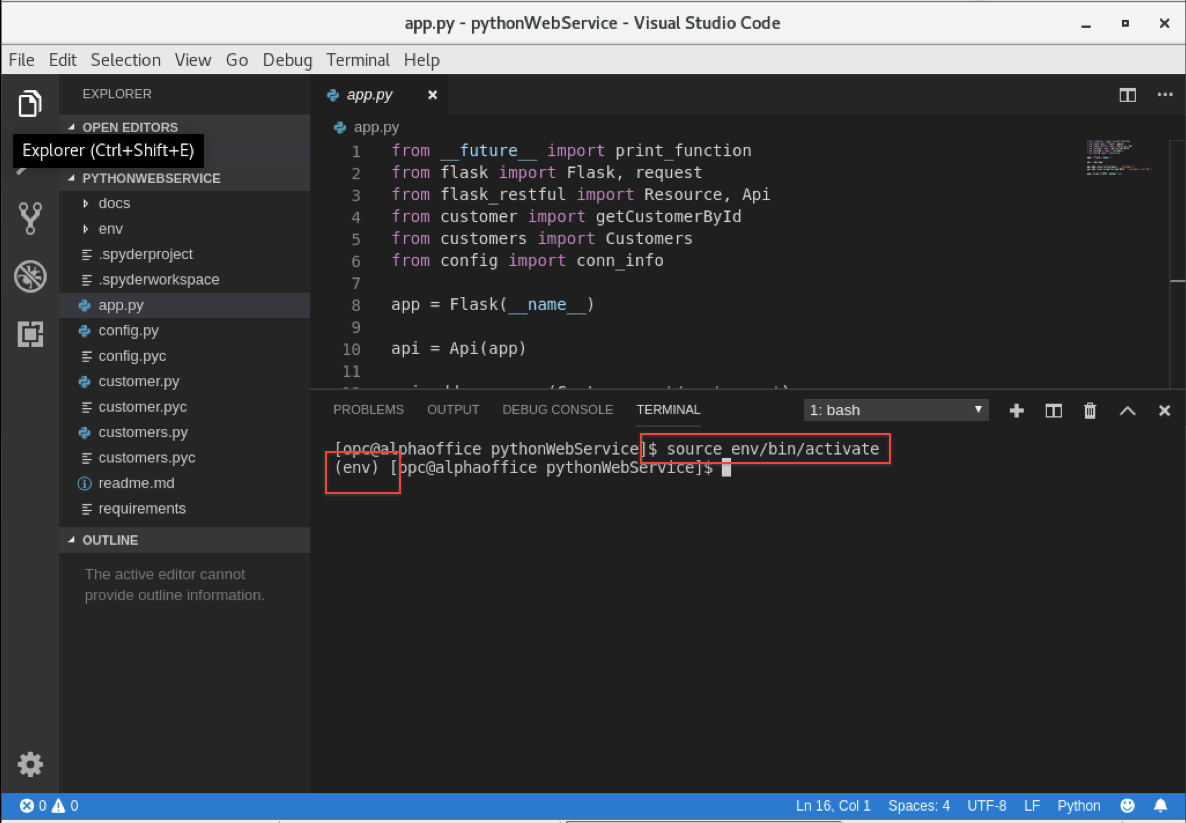 app.py - pythonWebService - Visual Studio Code
File Edit Selection View Go Debug Terminal Help
EXPLORER
OPEN EDITORS
Explorer (Ctrl+Shift+E)
PYTHONWEBSERVICE
docs
env
.spyderproject
.spyderworkspace
app.py
config.py
config.pyc
customer.py
customer.pyc
customers.py
customers.pyc
readme.md
requirements
OUTLINE
The active editor cannot
provide outline information.
app.py
app.py
1 from __future__ import print_function
2 from flask import Flask, request
3 from flask_restful import Resource, Api
4 from customer import getCustomerById
5 from customers import Customers
6 from config import conn_info
7
8 app = Flask(__name__)
9
10 api = Api(app)
11
PROBLEMS OUTPUT DEBUG CONSOLE TERMINAL 1: bash
[opc@alphaoffice pythonWebService]$ source env/bin/activate
(env) [opc@alphaoffice pythonWebService]$
0 0 Ln 16, Col 1 Spaces: 4 UTF-8 LF Python